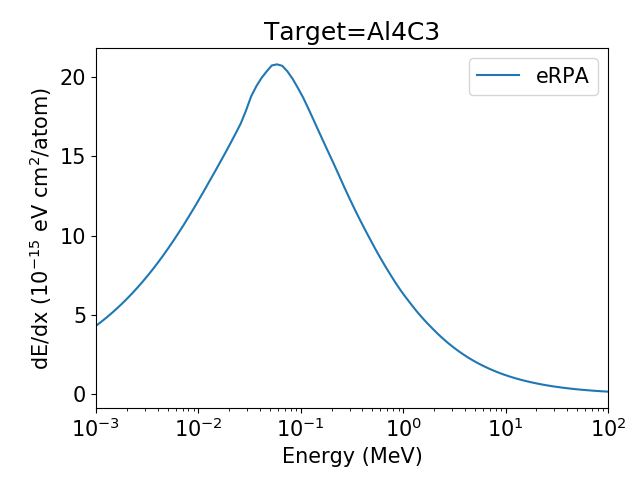 Target=Al4C3
eRPA
dE/dx (10⁻¹⁵ eV cm²/atom)
20
15
10
5
0
10⁻³ 10⁻² 10⁻¹ 10⁰ 10¹ 10²
Energy (MeV)